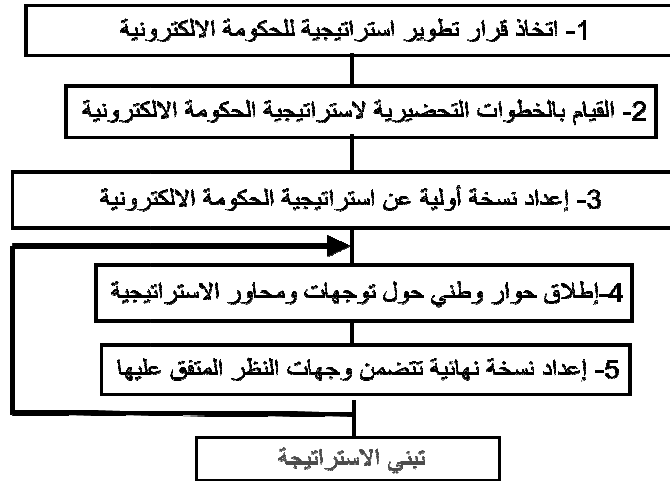 1- اتخاذ قرار تطوير استراتيجية للحكومة الالكترونية
2- القيام بالخطوات التحضيرية لاستراتيجية الحكومة الالكترونية
3- إعداد نسخة أولية عن استراتيجية الحكومة الالكترونية
4-إطلاق حوار وطني حول توجهات ومحاور الاستراتيجية
5- إعداد نسخة نهائية تتضمن وجهات النظر المتفق عليها
تبني الاستراتيجة